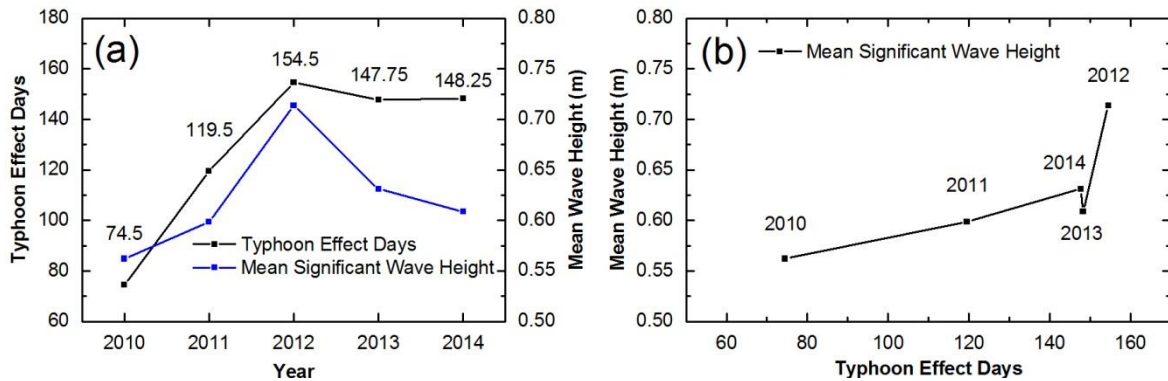 (a)
Typhoon Effect Days
180
160
140
120
100
80
60
74.5
119.5
154.5
147.75
148.25
Typhoon Effect Days
Mean Significant Wave Height
2010 2011 2012 2013 2014
Year
0.80
0.75
0.70
0.65
0.60
0.55
0.50
Mean Wave Height (m)
(b)
Mean Significant Wave Height
Mean Wave Height (m)
0.80
0.75
0.70
0.65
0.60
0.55
0.50
2012
2014
2011
2010
2013
60 80 100 120 140 160
Typhoon Effect Days